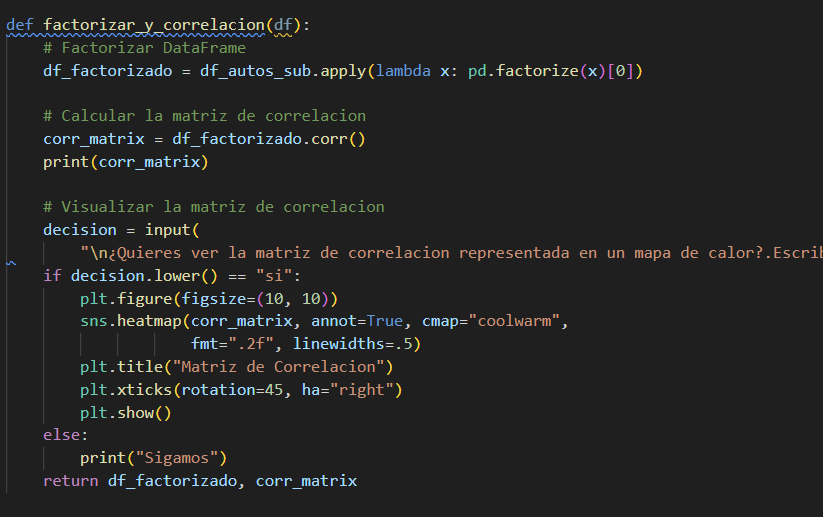 def factorizar_y_correlacion(df):
    # Factorizar DataFrame
    df_factorizado = df_autos_sub.apply(lambda x: pd.factorize(x)[0])

    # Calcular la matriz de correlacion
    corr_matrix = df_factorizado.corr()
    print(corr_matrix)

    # Visualizar la matriz de correlacion
    decision = input(
        "\n¿Quieres ver la matriz de correlacion representada en un mapa de calor?.Escrib
    if decision.lower() == "si":
        plt.figure(figsize=(10, 10))
        sns.heatmap(corr_matrix, annot=True, cmap="coolwarm",
                    fmt=".2f", linewidths=.5)
        plt.title("Matriz de Correlacion")
        plt.xticks(rotation=45, ha="right")
        plt.show()
    else:
        print("Sigamos")
    return df_factorizado, corr_matrix